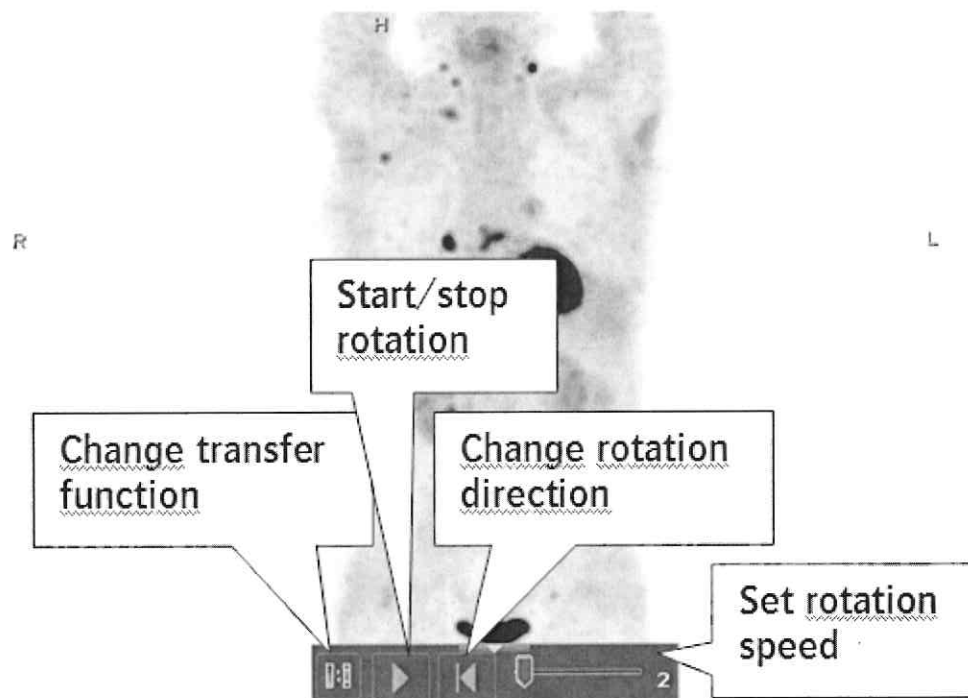 H
R
L
Start/stop
rotation
Change transfer
function
Change rotation
direction
Set rotation
speed
2